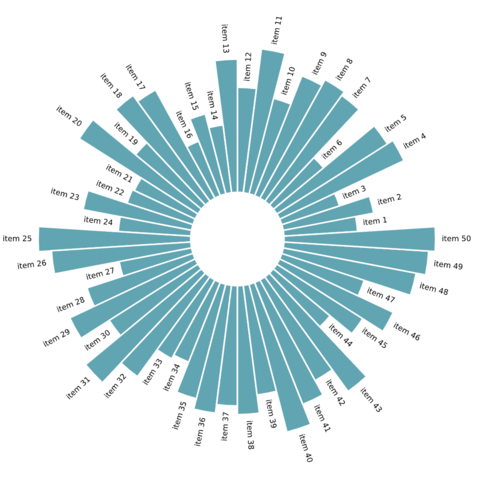 item 1
item 2
item 3
item 4
item 5
item 6
item 7
item 8
item 9
item 10
item 11
item 12
item 13
item 14
item 15
item 16
item 17
item 18
item 19
item 20
item 21
item 22
item 23
item 24
item 25
item 26
item 27
item 28
item 29
item 30
item 31
item 32
item 33
item 34
item 35
item 36
item 37
item 38
item 39
item 40
item 41
item 42
item 43
item 44
item 45
item 46
item 47
item 48
item 49
item 50